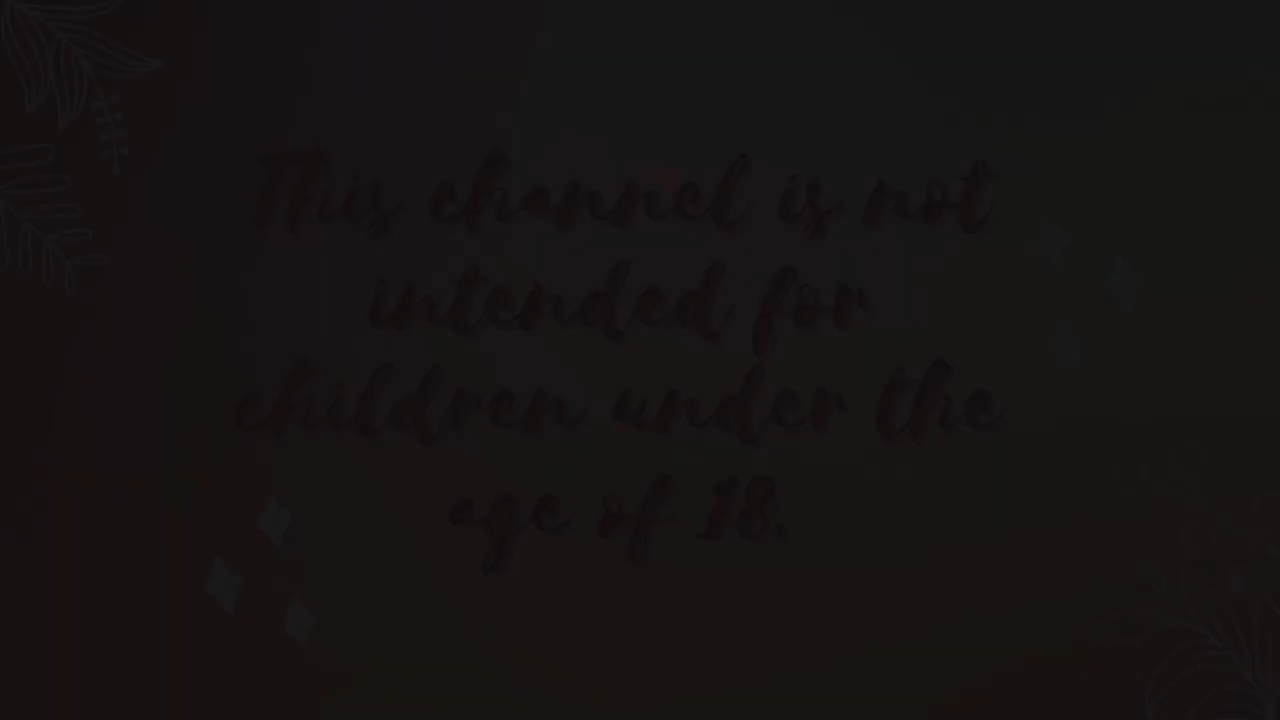 This channel is not
intended for
children under the
age of 18.